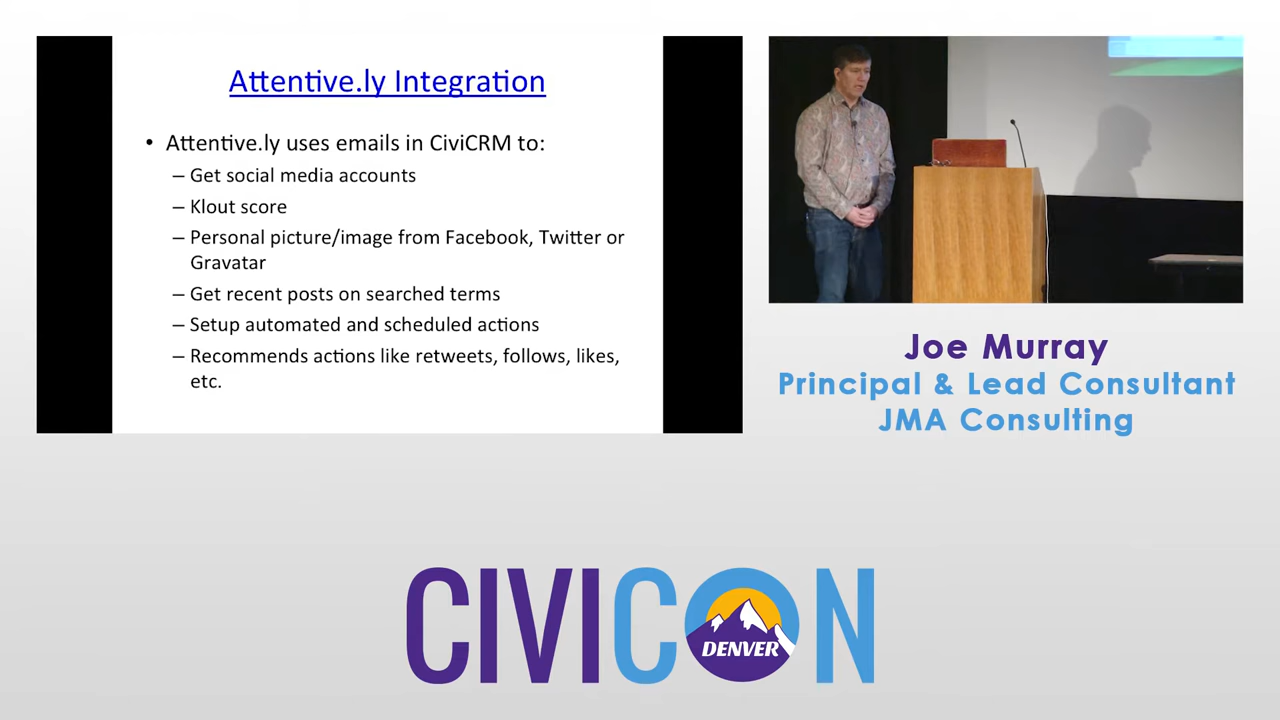 Attentive.ly Integration
• Attentive.ly uses emails in CiviCRM to:
– Get social media accounts
– Klout score
– Personal picture/image from Facebook, Twitter or
Gravatar
– Get recent posts on searched terms
– Setup automated and scheduled actions
– Recommends actions like retweets, follows, likes,
etc.
Joe Murray
Principal & Lead Consultant
JMA Consulting
CIVICON
DENVER